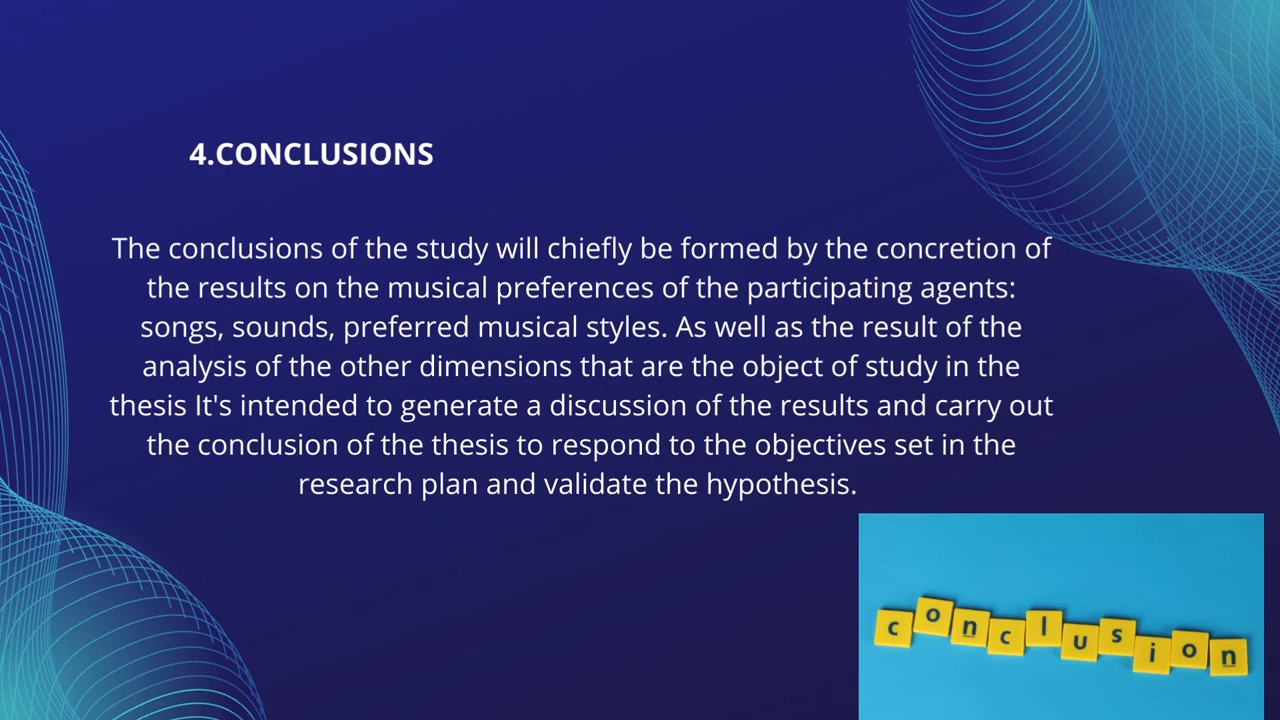 4.CONCLUSIONS
The conclusions of the study will chiefly be formed by the concretion of
the results on the musical preferences of the participating agents:
songs, sounds, preferred musical styles. As well as the result of the
analysis of the other dimensions that are the object of study in the
thesis It's intended to generate a discussion of the results and carry out
the conclusion of the thesis to respond to the objectives set in the
research plan and validate the hypothesis.
conclusion